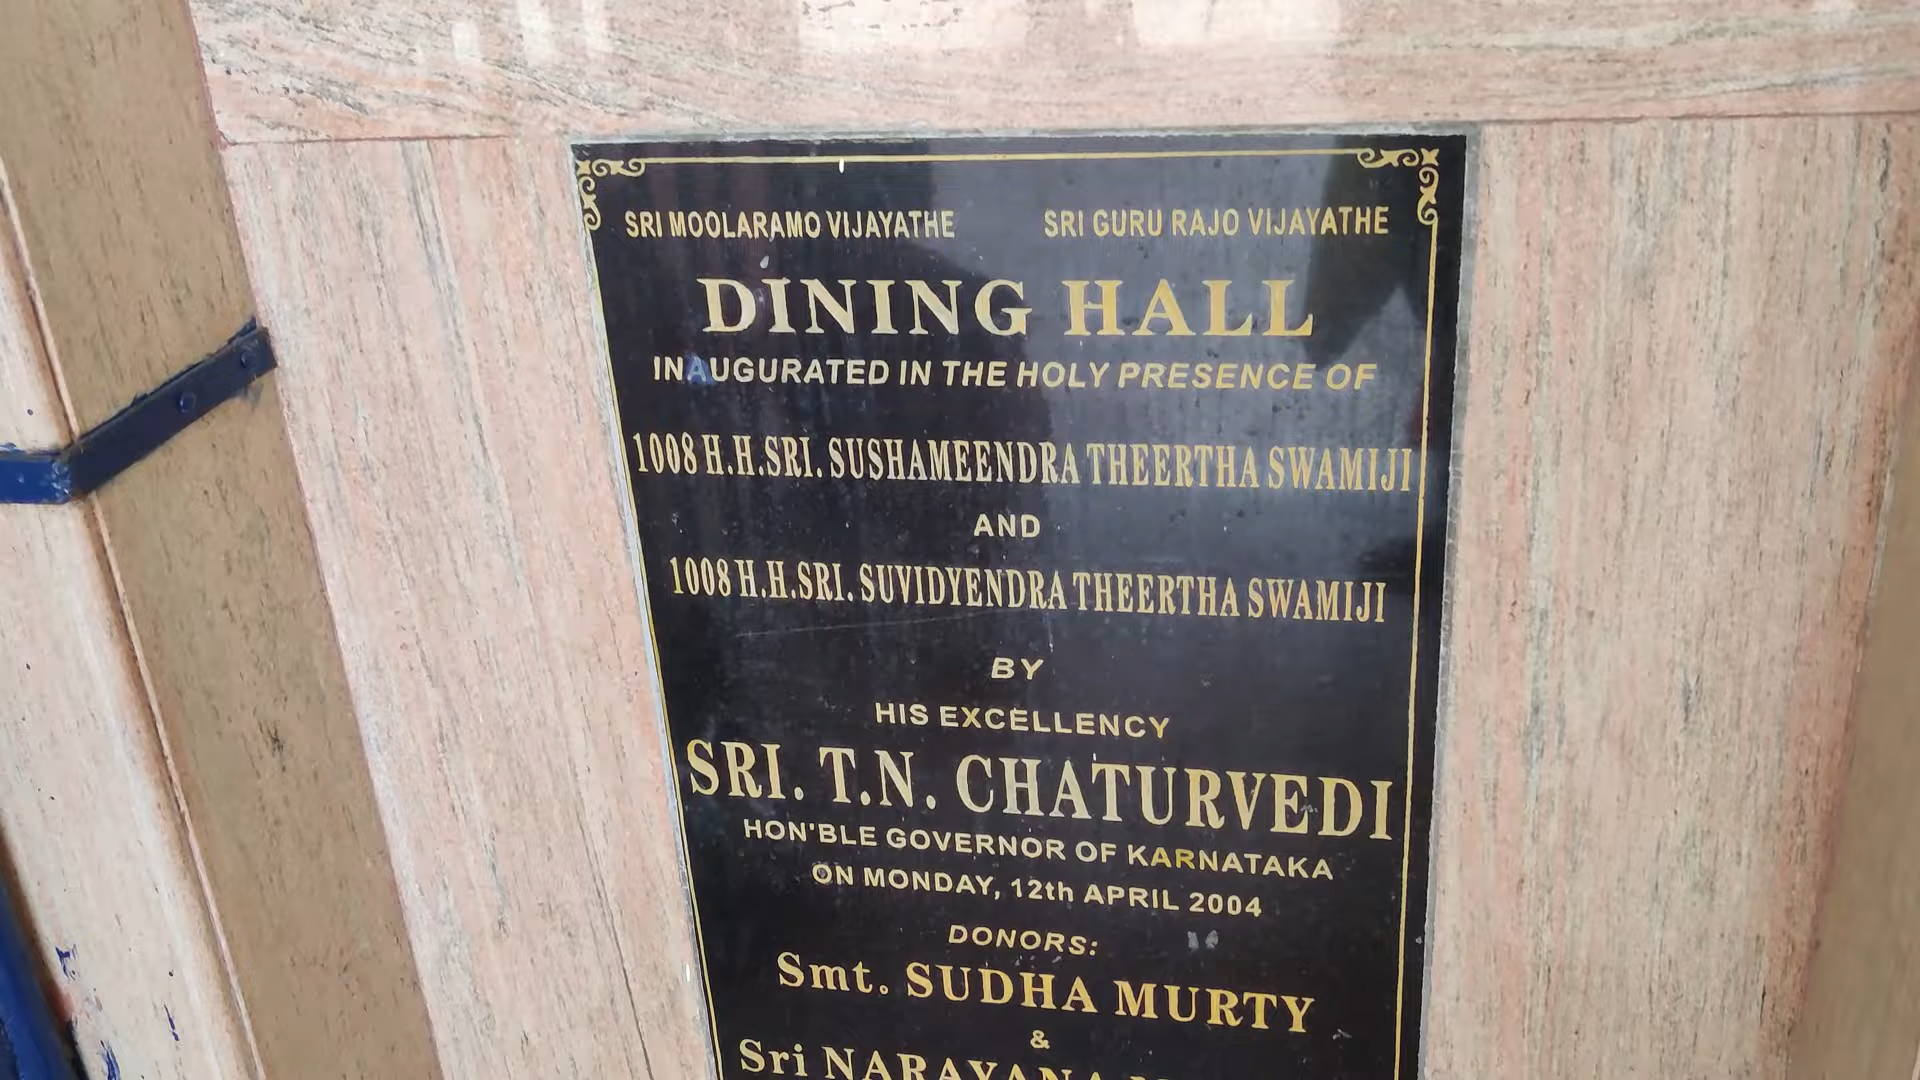 SRI MOOLARAMO VIJAYATHE SRI GURU RAJO VIJAYATHE
DINING HALL
INAUGURATED IN THE HOLY PRESENCE OF
1008 H.H.SRI. SUSHAMEENDRA THEERTHA SWAMIJI
AND
1008 H.H.SRI. SUVIDYENDRA THEERTHA SWAMIJI
BY
HIS EXCELLENCY
SRI. T.N. CHATURVEDI
HON'BLE GOVERNOR OF KARNATAKA
ON MONDAY, 12th APRIL 2004
DONORS:
Smt. SUDHA MURTY
&
Sri NARAYANA